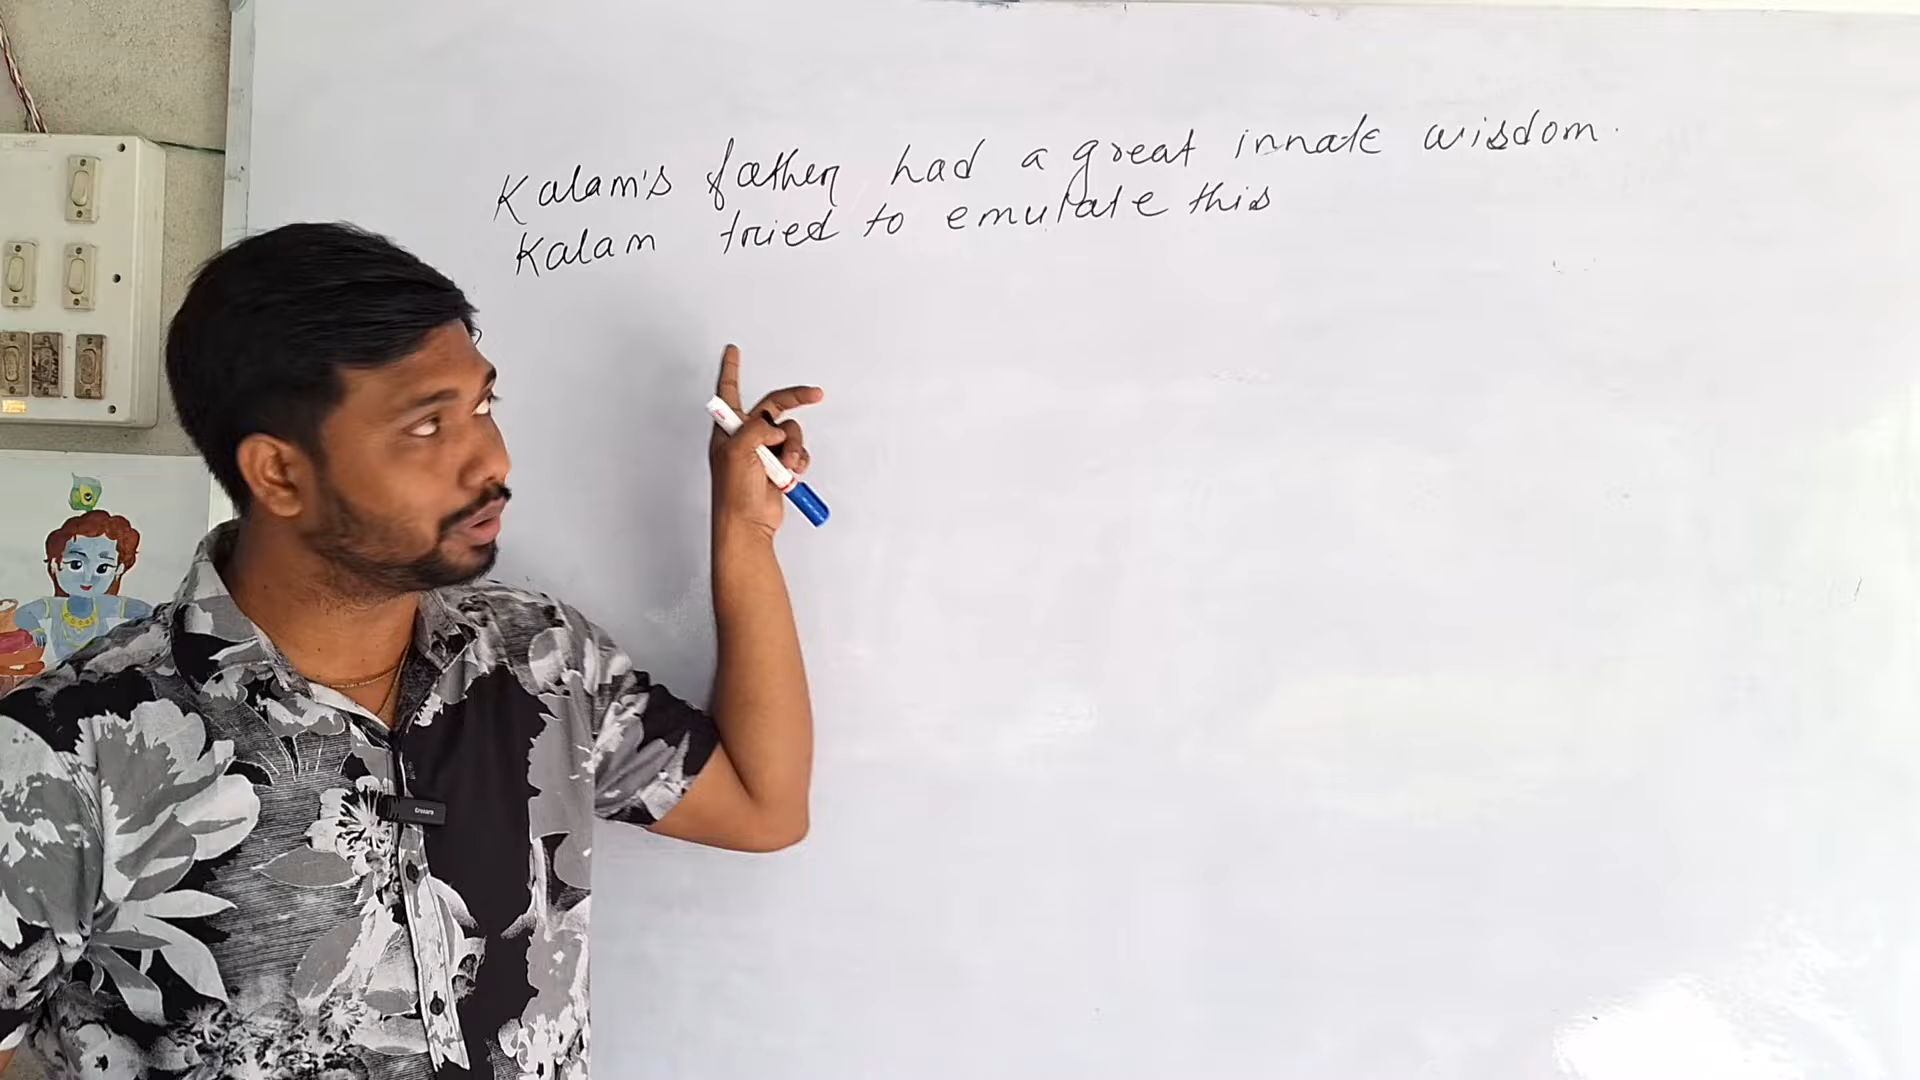 Kalam's father had a great innate wisdom.
Kalam tried to emulate this